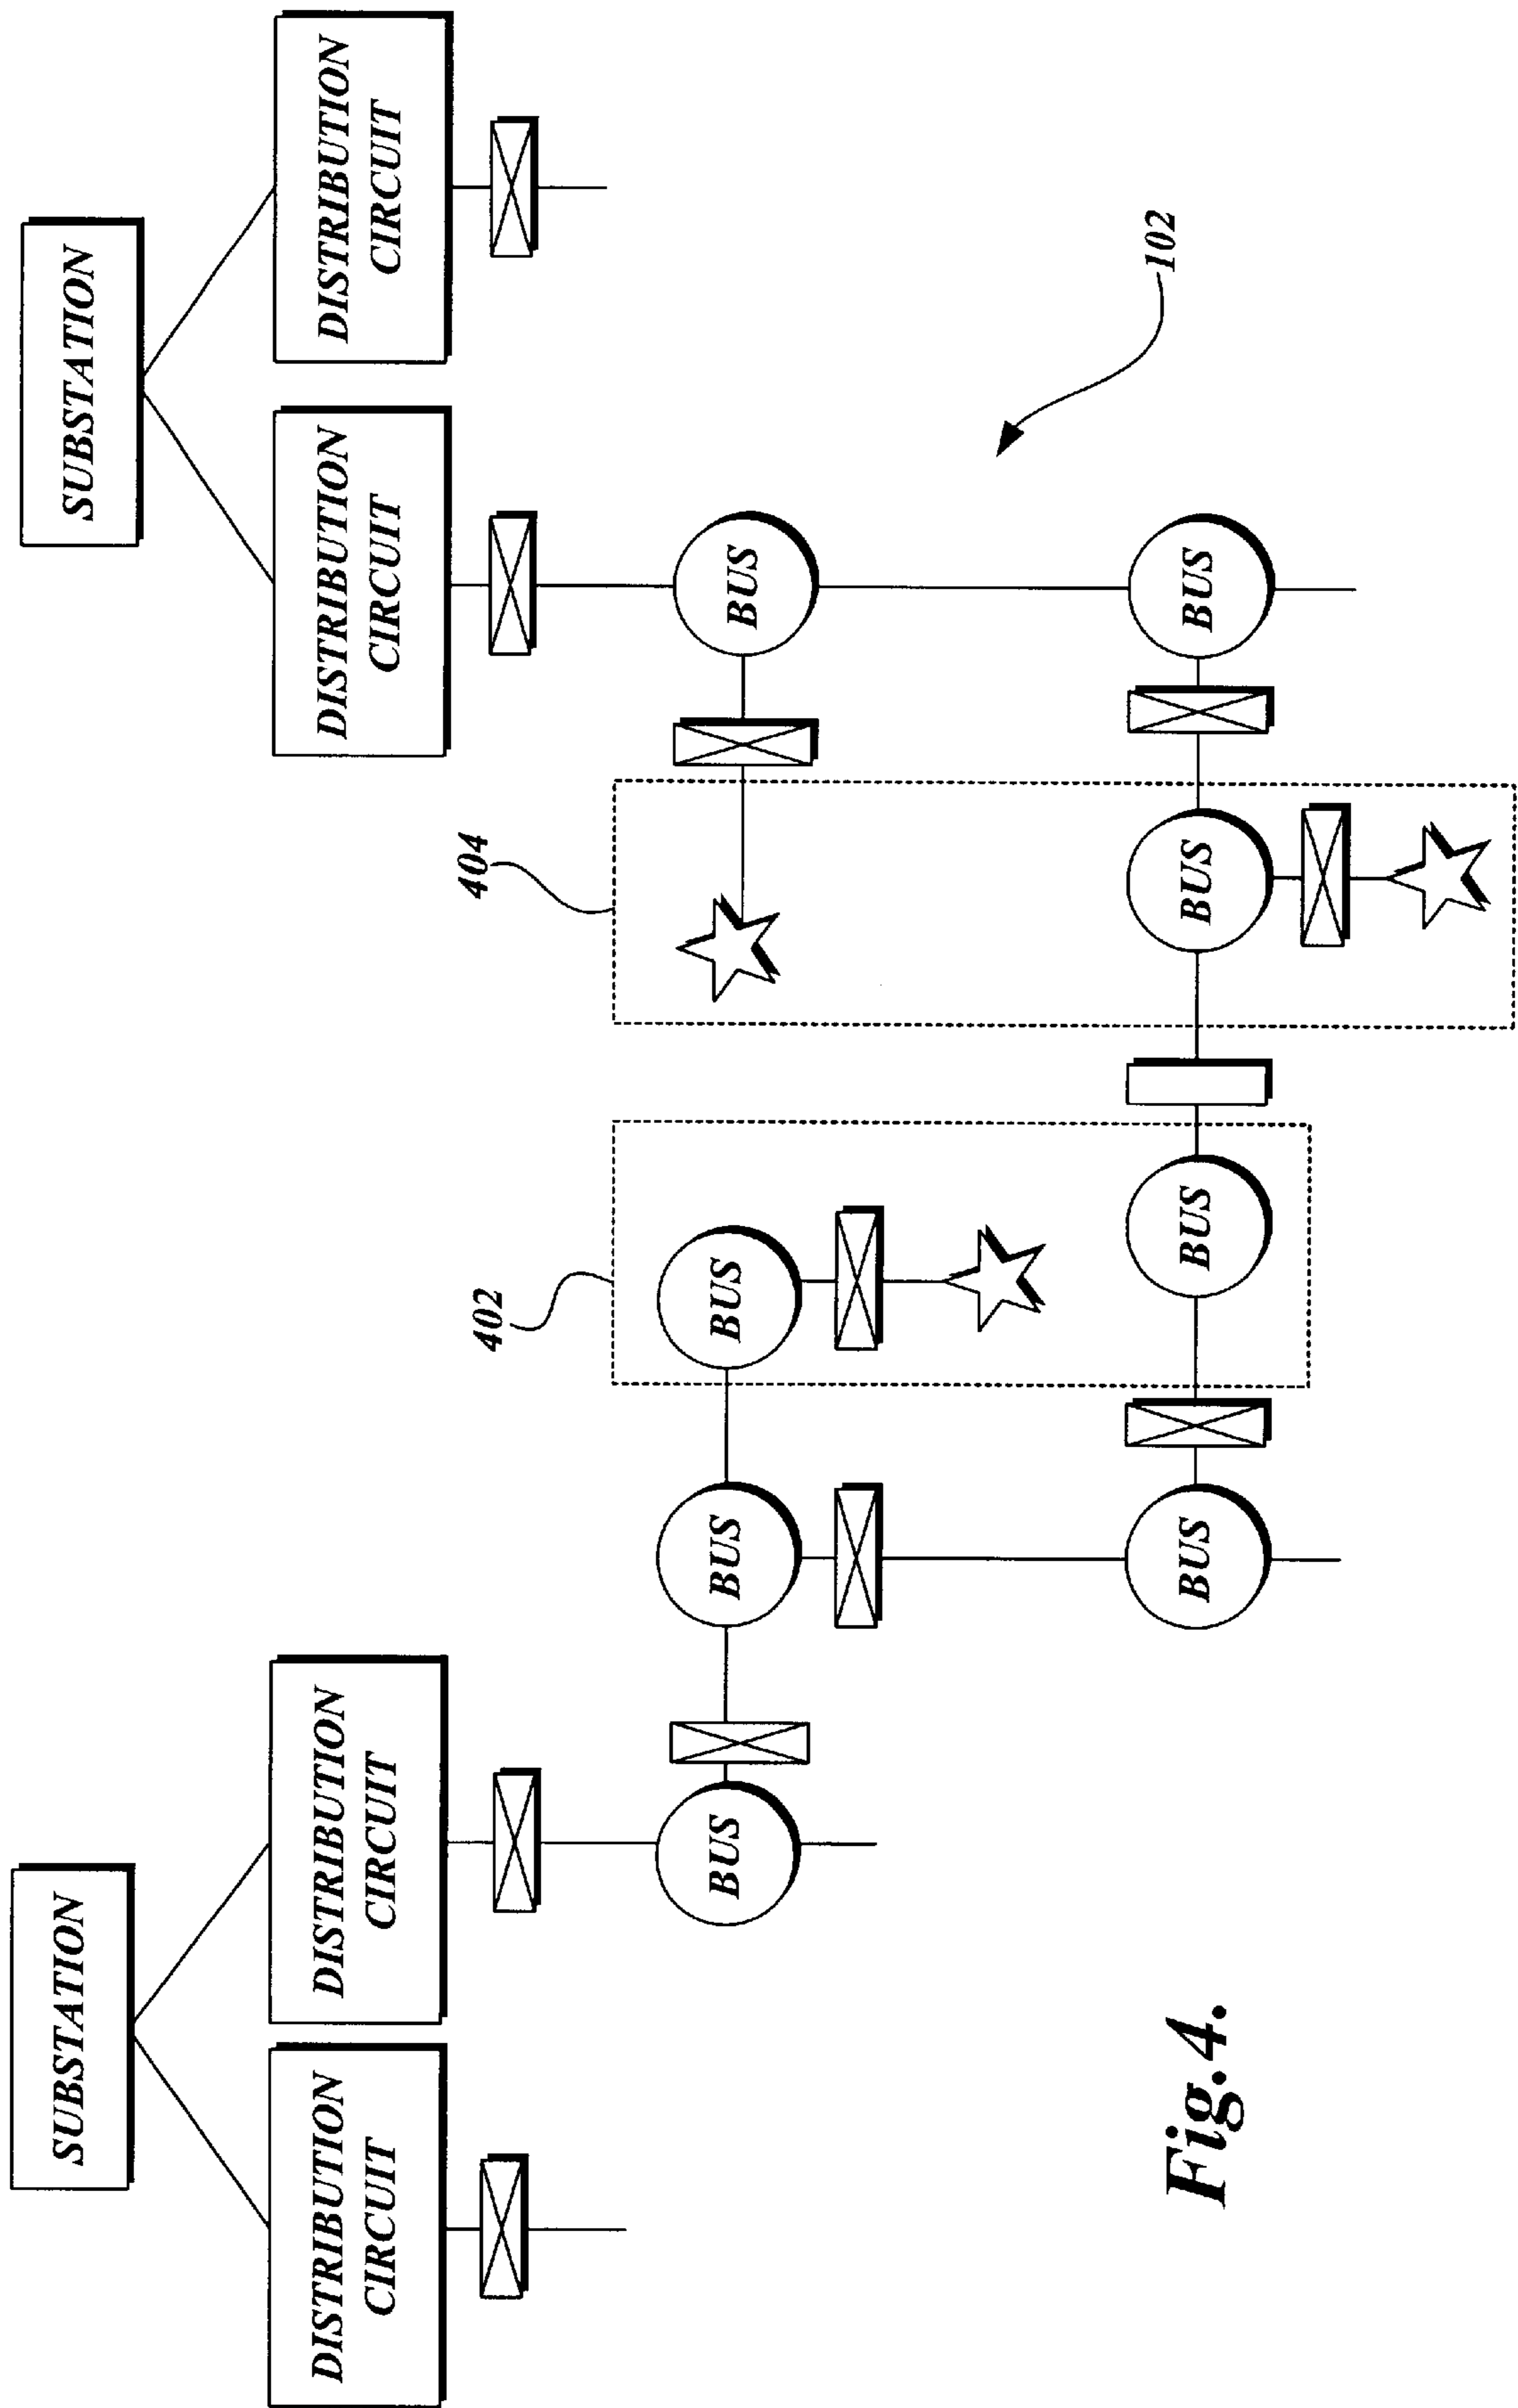 SUBSTATION
SUBSTATION
DISTRIBUTION
CIRCUIT
DISTRIBUTION
CIRCUIT
DISTRIBUTION
CIRCUIT
DISTRIBUTION
CIRCUIT
402
404
BUS
BUS
BUS
BUS
102
BUS
BUS
BUS
BUS
Fig.4.